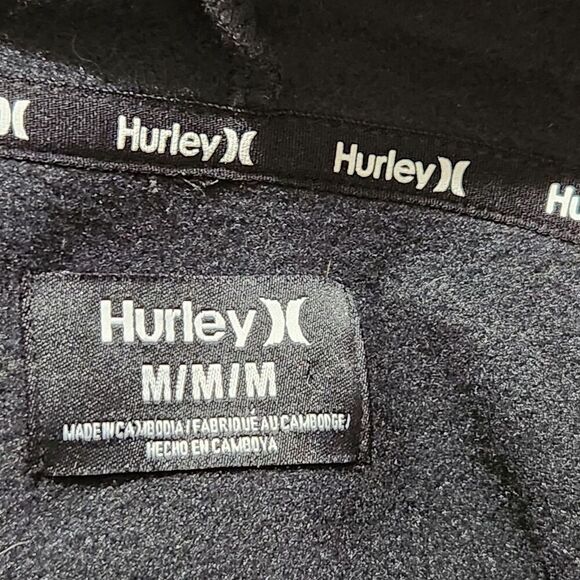 Hurley
Hurley
Hurley
M/M/M
MADE IN CAMBODIA / FABRIQUÉ AU CAMBODGE/
HECHO EN CAMBOYA